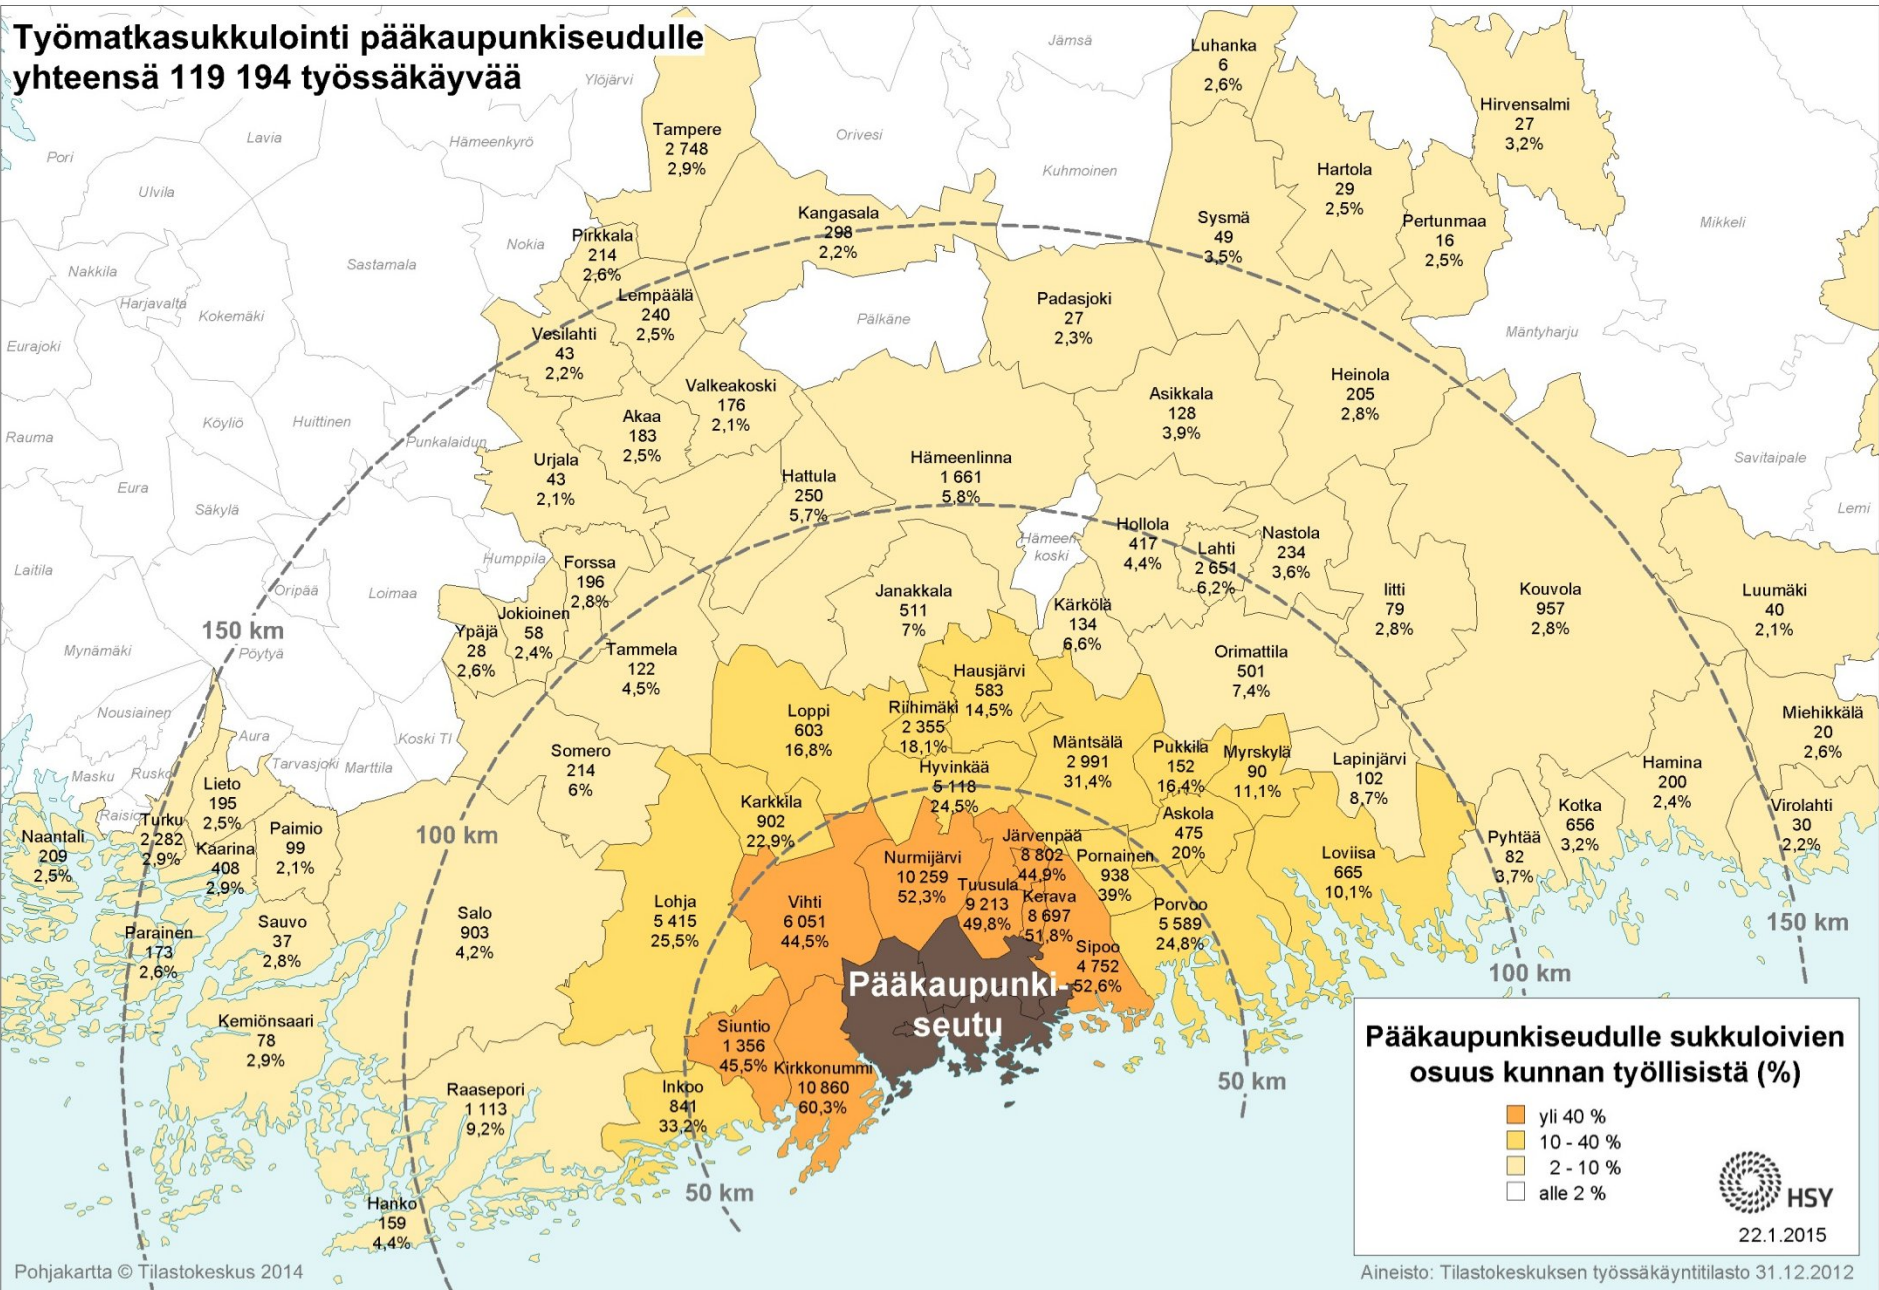 Työmatkasukkulointi pääkaupunkiseudulle
yhteensä 119 194 työssäkäyvää
Jämsä
Luhanka
6
2,6%
Ylöjärvi
Hirvensalmi
27
3,2%
Lavia
Hämeenkyrö
Tampere
2 748
2,9%
Orivesi
Pori
Kuhmoinen
Hartola
29
2,5%
Ulvila
Kangasala
298
2,2%
Sysmä
49
3,5%
Pertunmaa
16
2,5%
Mikkeli
Nokia
Pirkkala
214
2,6%
Nakkila
Sastamala
Harjavalta
Kokemäki
Lempäälä
240
2,5%
Pälkäne
Padasjoki
27
2,3%
Mäntyharju
Eurajoki
Vesilahti
43
2,2%
Valkeakoski
176
2,1%
Asikkala
128
3,9%
Heinola
205
2,8%
Rauma
Köyliö
Huittinen
Punkalaidun
Akaa
183
2,5%
Urjala
43
2,1%
Hattula
250
5,7%
Hämeenlinna
1 661
5,8%
Savitaipale
Lemi
Eura
Säkylä
Hämeen-
koski
Hollola
417
4,4%
Lahti
2 651
6,2%
Nastola
234
3,6%
Laitila
Humppila
Forssa
196
2,8%
Oripää
Loimaa
Janakkala
511
7%
Kärkölä
134
6,6%
Iitti
79
2,8%
Kouvola
957
2,8%
Luumäki
40
2,1%
150 km
Ypäjä
28
2,6%
Jokioinen
58
2,4%
Mynämäki
Pöytyä
Tammela
122
4,5%
Hausjärvi
583
14,5%
Orimattila
501
7,4%
Nousiainen
Aura
Koski Tl
Loppi
603
16,8%
Riihimäki
2 355
18,1%
Mäntsälä
2 991
31,4%
Pukkila
152
16,4%
Myrskylä
90
11,1%
Lapinjärvi
102
8,7%
Miehikkälä
20
2,6%
Masku
Rusko
Tarvasjoki
Marttila
Somero
214
6%
Hyvinkää
5 118
24,5%
Hamina
200
2,4%
Lieto
195
2,5%
Karkkila
902
22,9%
Askola
475
20%
Kotka
656
3,2%
Virolahti
30
2,2%
Raisio
Turku
2 282
2,9%
Paimio
99
2,1%
100 km
Naantali
209
2,5%
Kaarina
408
2,9%
Nurmijärvi
10 259
52,3%
Järvenpää
8 802
44,9%
Pornainen
938
39%
Loviisa
665
10,1%
Pyhtää
82
3,7%
Tuusula
9 213
49,8%
Kerava
8 697
51,8%
Lohja
5 415
25,5%
Vihti
6 051
44,5%
Porvoo
5 589
24,8%
Salo
903
4,2%
Sauvo
37
2,8%
Parainen
173
2,6%
150 km
Sipoo
4 752
52,6%
100 km
Pääkaupunki-
seutu
Kemiönsaari
78
2,9%
Siuntio
1 356
45,5%
Kirkkonummi
10 860
60,3%
50 km
Raasepori
1 113
9,2%
Inkoo
841
33,2%
50 km
Hanko
159
4,4%
Pääkaupunkiseudulle sukkuloivien
osuus kunnan työllisistä (%)
yli 40 %
10 - 40 %
2 - 10 %
alle 2 %
HSY
22.1.2015
Pohjakartta © Tilastokeskus 2014
Aineisto: Tilastokeskuksen työssäkäyntitilasto 31.12.2012